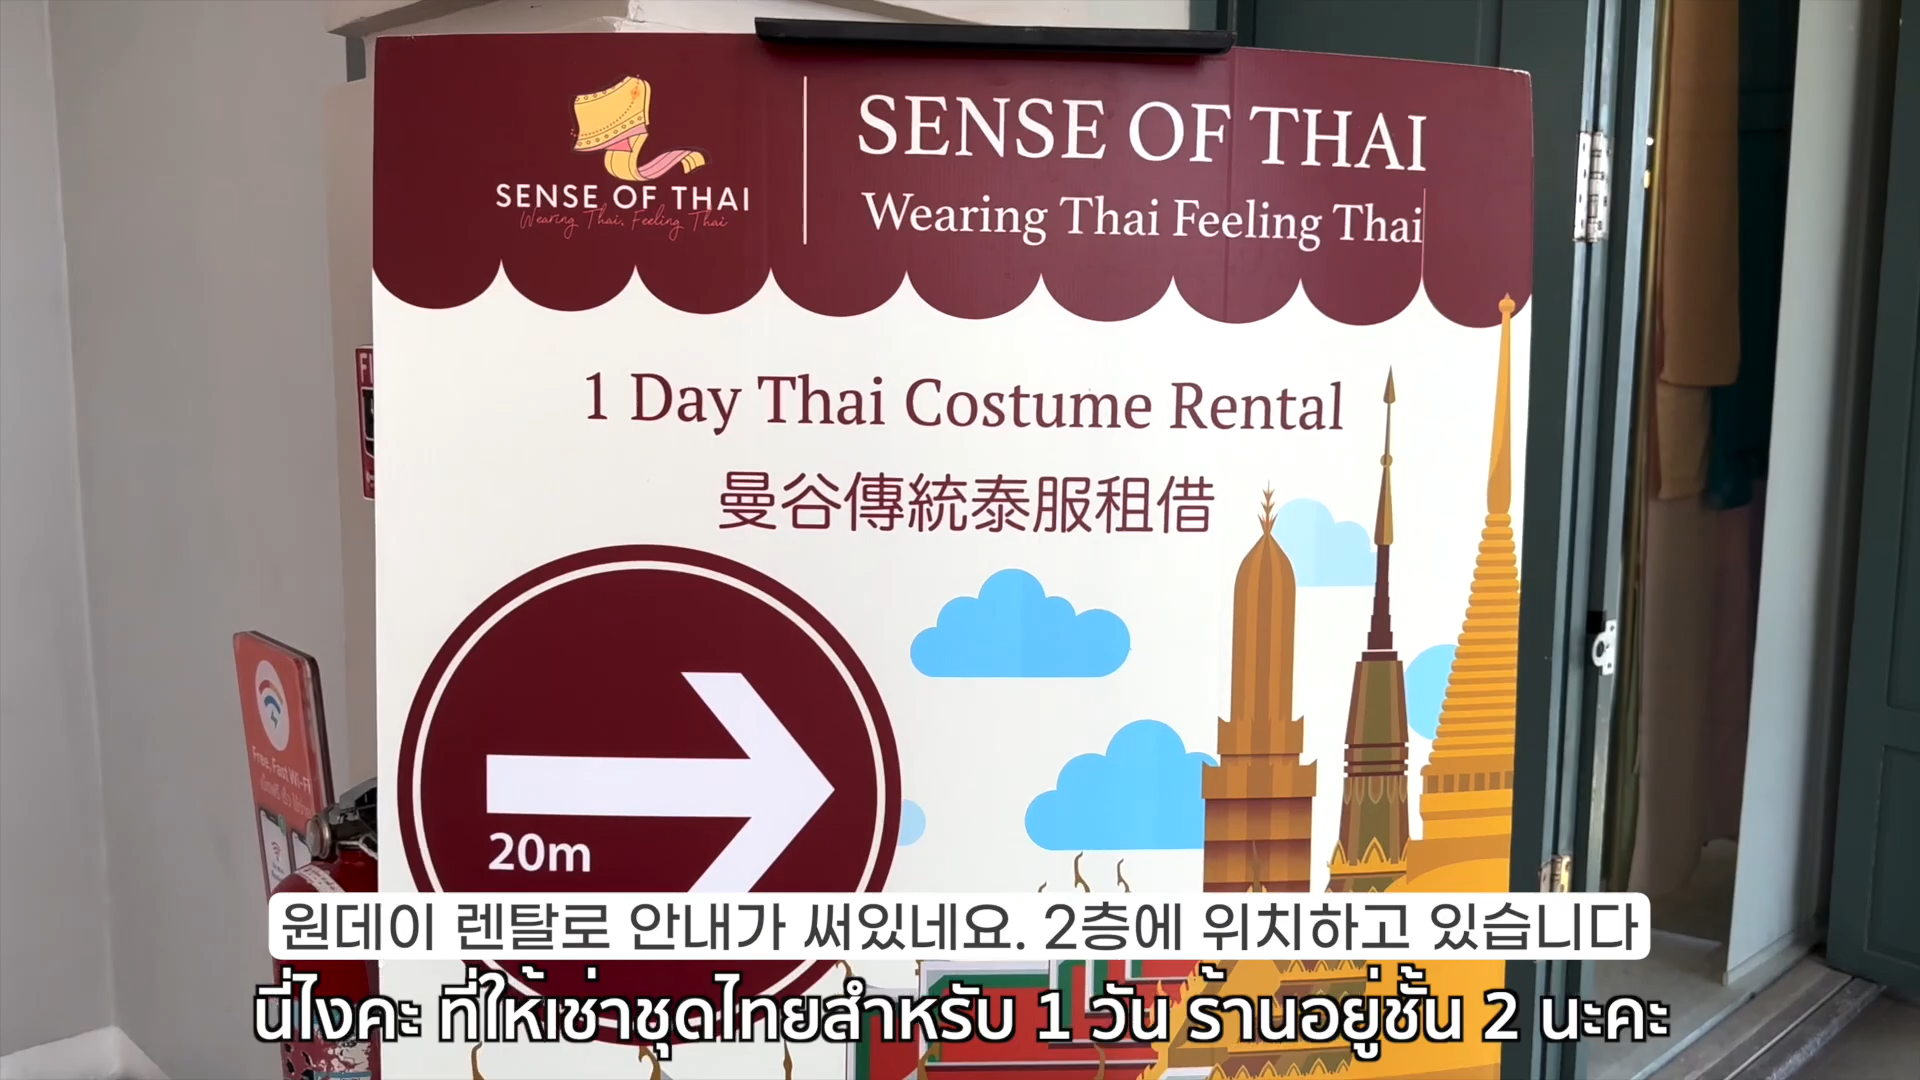 SENSE OF THAI
Wearing Thai, Feeling Thai
SENSE OF THAI
Wearing Thai Feeling Thai
1 Day Thai Costume Rental
曼谷傳統泰服租借
20m
Free, Fast Wi-Fi
원데이 렌탈로 안내가 써있네요. 2층에 위치하고 있습니다
นี่ไงคะ ที่ให้เช่าชุดไทยสำหรับ 1 วัน ร้านอยู่ชั้น 2 นะคะ